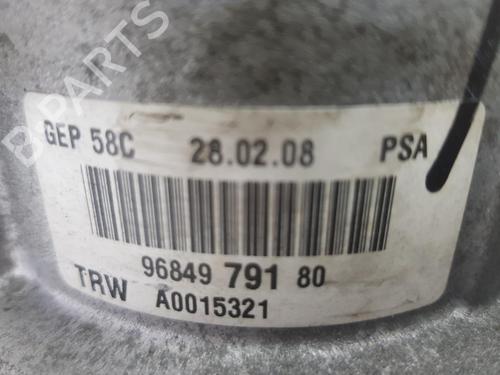 B-PARTS
GEP 58C 28.02.08 PSA
96849 791 80
TRW A0015321